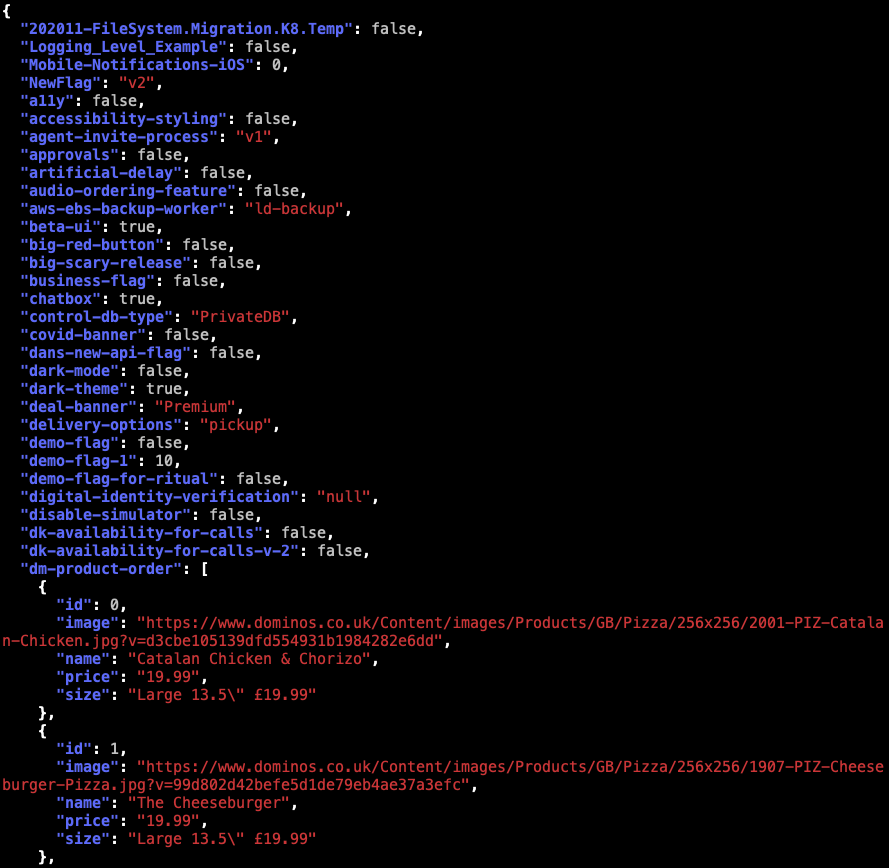 {
  "202011-FileSystem.Migration.K8.Temp": false,
  "Logging_Level_Example": false,
  "Mobile-Notifications-iOS": 0,
  "NewFlag": "v2",
  "a11y": false,
  "accessibility-styling": false,
  "agent-invite-process": "v1",
  "approvals": false,
  "artificial-delay": false,
  "audio-ordering-feature": false,
  "aws-ebs-backup-worker": "ld-backup",
  "beta-ui": true,
  "big-red-button": false,
  "big-scary-release": false,
  "business-flag": false,
  "chatbox": true,
  "control-db-type": "PrivateDB",
  "covid-banner": false,
  "dans-new-api-flag": false,
  "dark-mode": false,
  "dark-theme": true,
  "deal-banner": "Premium",
  "delivery-options": "pickup",
  "demo-flag": false,
  "demo-flag-1": 10,
  "demo-flag-for-ritual": false,
  "digital-identity-verification": "null",
  "disable-simulator": false,
  "dk-availability-for-calls": false,
  "dk-availability-for-calls-v-2": false,
  "dm-product-order": [
    {
      "id": 0,
      "image": "https://www.dominos.co.uk/Content/images/Products/GB/Pizza/256x256/2001-PIZ-Catala
n-Chicken.jpg?v=d3cbe105139dfd554931b1984282e6dd",
      "name": "Catalan Chicken & Chorizo",
      "price": "19.99",
      "size": "Large 13.5\" £19.99"
    },
    {
      "id": 1,
      "image": "https://www.dominos.co.uk/Content/images/Products/GB/Pizza/256x256/1907-PIZ-Cheese
burger-Pizza.jpg?v=99d802d42befe5d1de79eb4ae37a3efc",
      "name": "The Cheeseburger",
      "price": "19.99",
      "size": "Large 13.5\" £19.99"
    },